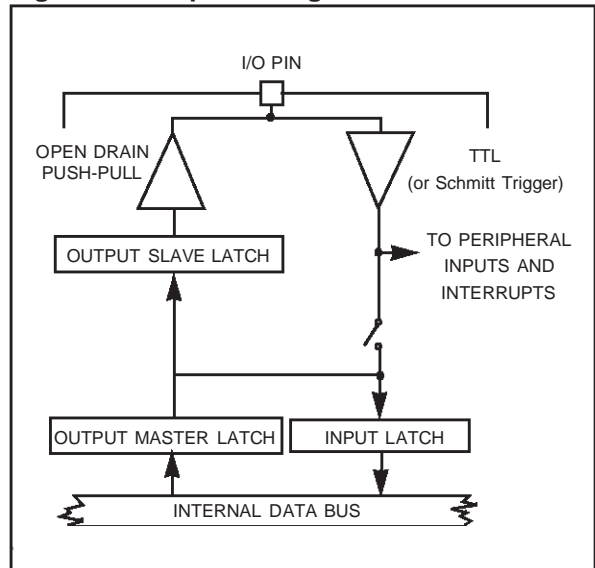 I/O PIN
OPEN DRAIN
PUSH-PULL
TTL
(or Schmitt Trigger)
OUTPUT SLAVE LATCH
TO PERIPHERAL
INPUTS AND
INTERRUPTS
OUTPUT MASTER LATCH
INPUT LATCH
INTERNAL DATA BUS